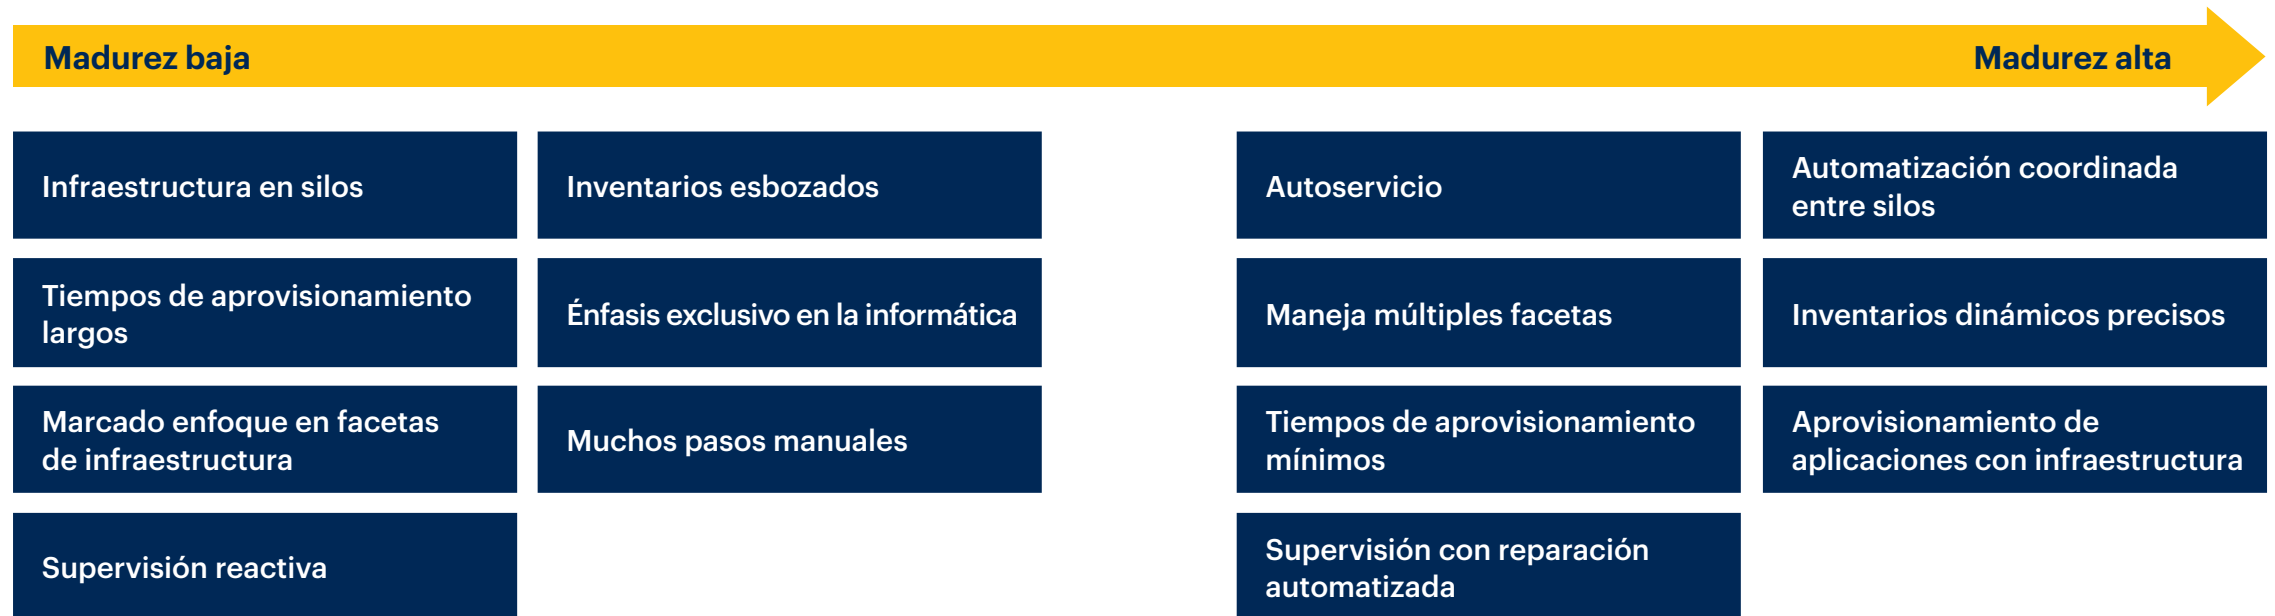 Madurez baja
Madurez alta
Infraestructura en silos
Inventarios esbozados
Autoservicio
Automatización coordinada
entre silos
Tiempos de aprovisionamiento
largos
Énfasis exclusivo en la informática
Maneja múltiples facetas
Inventarios dinámicos precisos
Marcado enfoque en facetas
de infraestructura
Muchos pasos manuales
Tiempos de aprovisionamiento
mínimos
Aprovisionamiento de
aplicaciones con infraestructura
Supervisión reactiva
Supervisión con reparación
automatizada